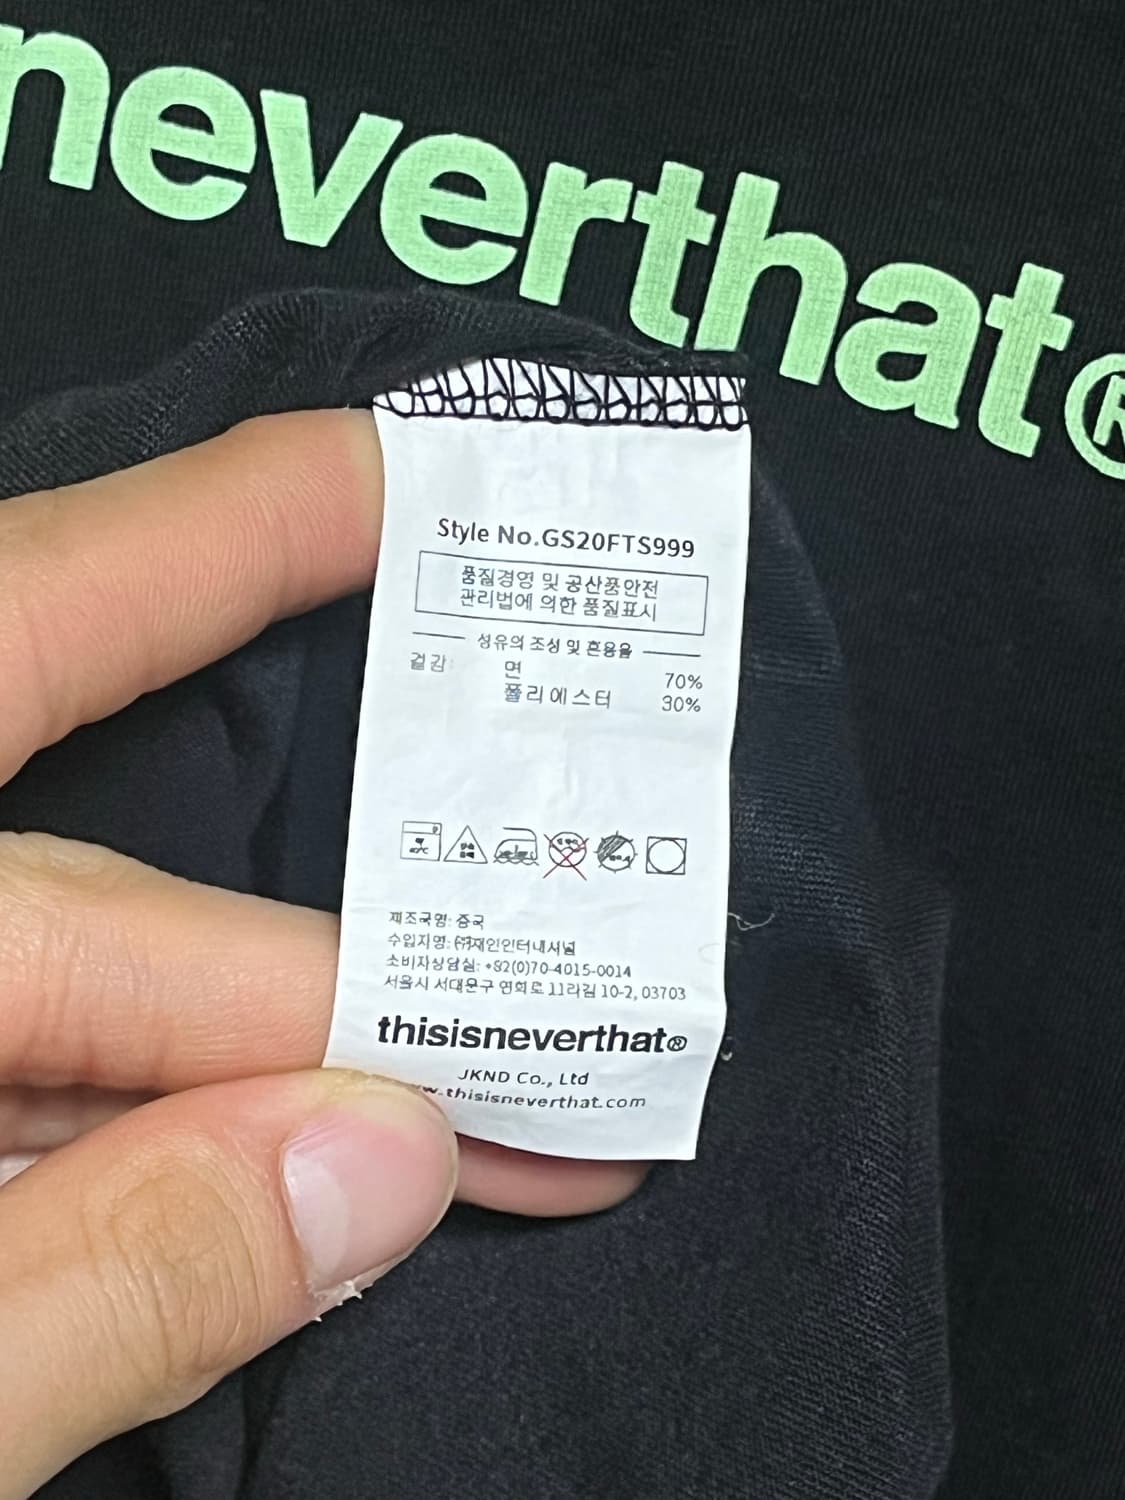 neverthat®
Style No.GS20FTS999
품질경영 및 공산품안전
관리법에 의한 품질표시
섬유의 조성 및 혼용율
겉감: 면 70%
폴리에스터 30%
제조국명: 중국
수입자명: ㈜재인인터내셔널
소비자상담실: +82(0)70-4015-0014
서울시 서대문구 연희로 11라길 10-2, 03703
thisisneverthat®
JKND Co., Ltd
w.thisisneverthat.com